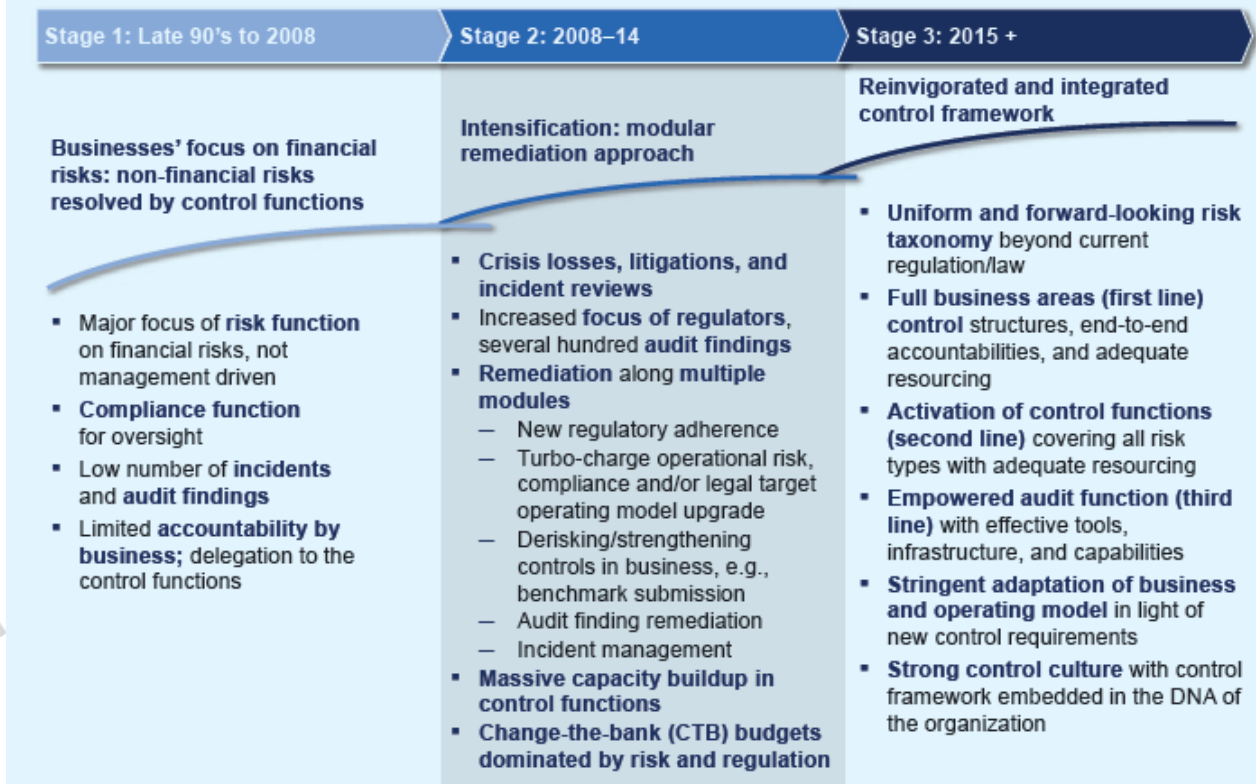 Stage 1: Late 90's to 2008
Businesses' focus on financial
risks: non-financial risks
resolved by control functions
▪ Major focus of risk function
on financial risks, not
management driven
▪ Compliance function
for oversight
▪ Low number of incidents
and audit findings
▪ Limited accountability by
business; delegation to the
control functions
Stage 2: 2008–14
Intensification: modular
remediation approach
▪ Crisis losses, litigations, and
incident reviews
▪ Increased focus of regulators,
several hundred audit findings
▪ Remediation along multiple
modules
— New regulatory adherence
— Turbo-charge operational risk,
compliance and/or legal target
operating model upgrade
— Derisking/strengthening
controls in business, e.g.,
benchmark submission
— Audit finding remediation
— Incident management
▪ Massive capacity buildup in
control functions
▪ Change-the-bank (CTB) budgets
dominated by risk and regulation
Stage 3: 2015 +
Reinvigorated and integrated
control framework
▪ Uniform and forward-looking risk
taxonomy beyond current
regulation/law
▪ Full business areas (first line)
control structures, end-to-end
accountabilities, and adequate
resourcing
▪ Activation of control functions
(second line) covering all risk
types with adequate resourcing
▪ Empowered audit function (third
line) with effective tools,
infrastructure, and capabilities
▪ Stringent adaptation of business
and operating model in light of
new control requirements
▪ Strong control culture with control
framework embedded in the DNA of
the organization